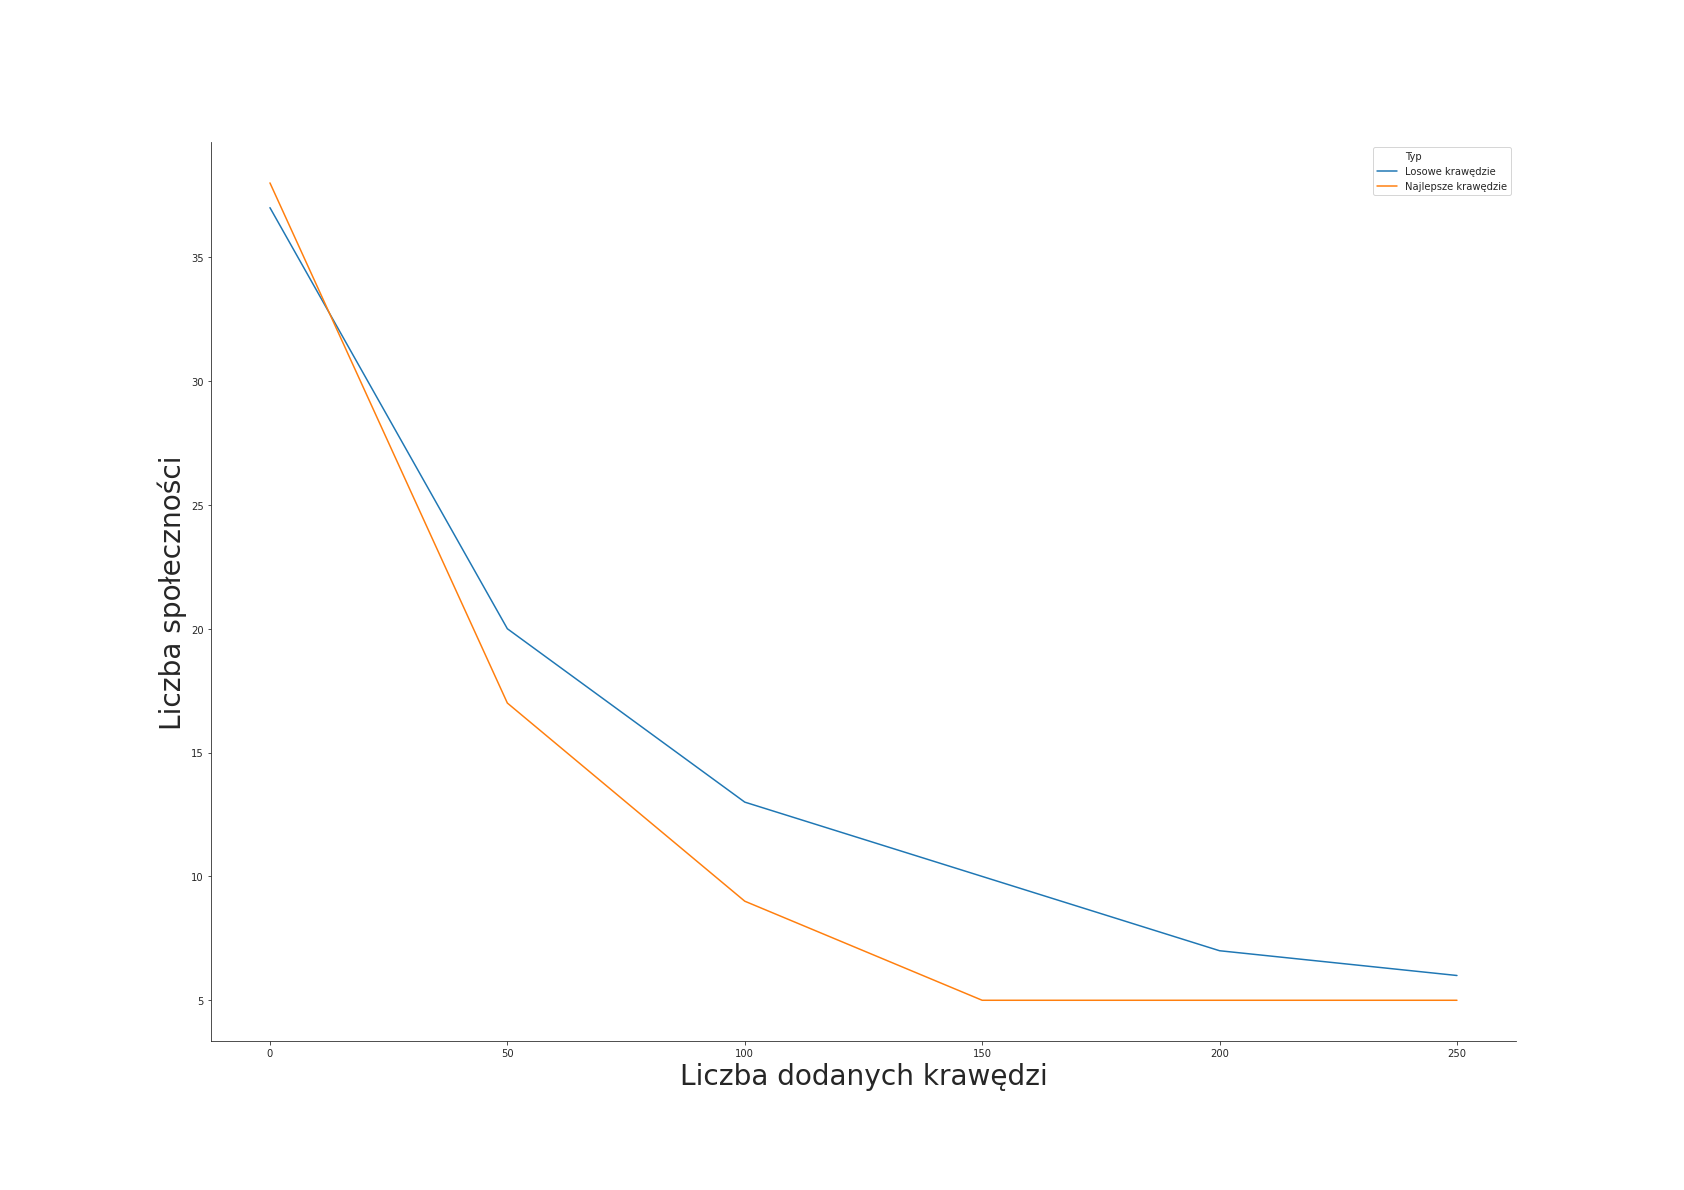 Typ
Losowe krawędzie
Najlepsze krawędzie
35
30
25
20
15
10
5
Liczba społeczności
0 50 100 150 200 250
Liczba dodanych krawędzi